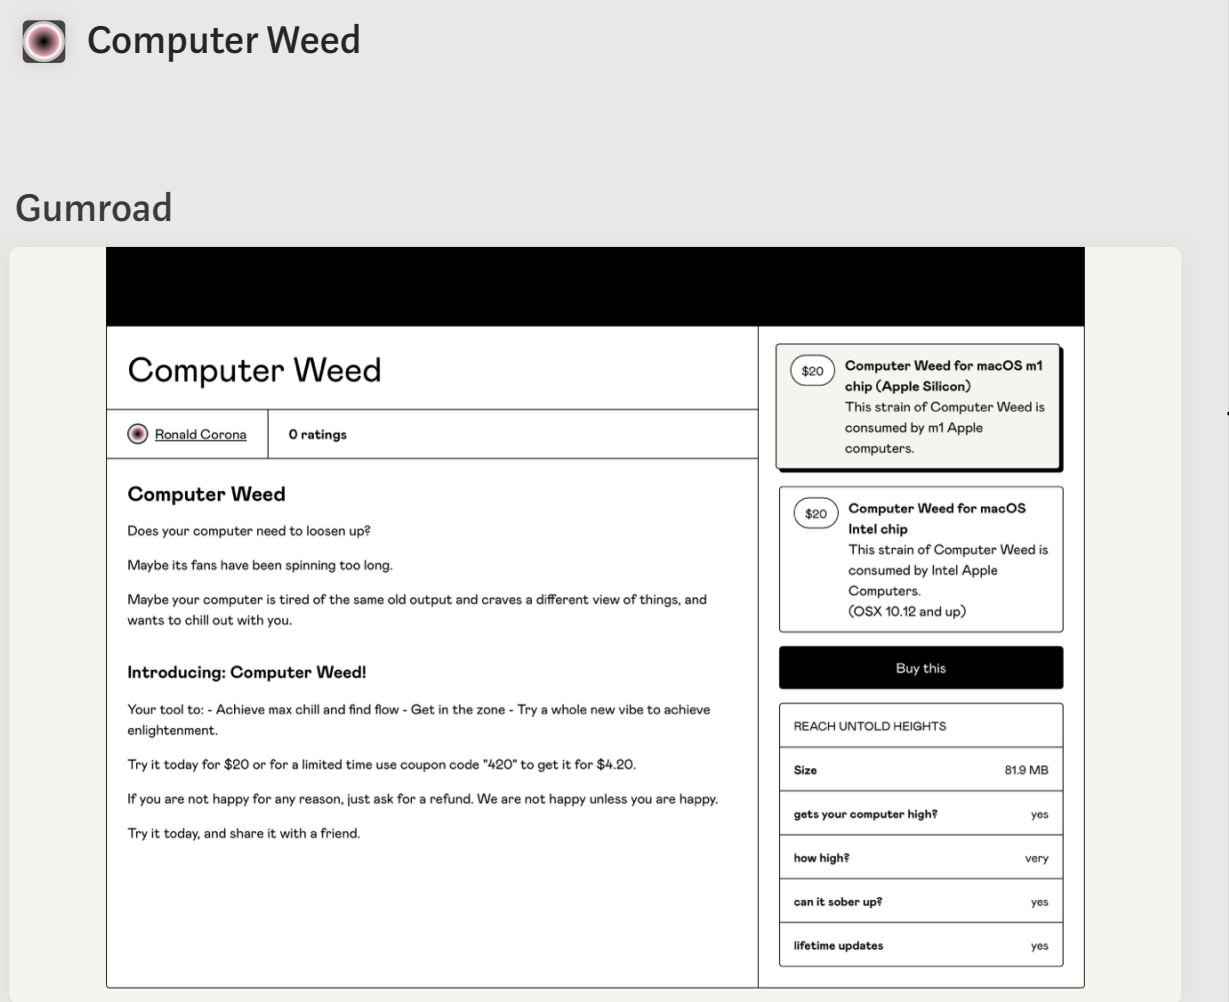 Computer Weed
Gumroad
Computer Weed
Ronald Corona
0 ratings
Computer Weed
Does your computer need to loosen up?
Maybe its fans have been spinning too long.
Maybe your computer is tired of the same old output and craves a different view of things, and
wants to chill out with you.
Introducing: Computer Weed!
Your tool to: - Achieve max chill and find flow - Get in the zone - Try a whole new vibe to achieve
enlightenment.
Try it today for $20 or for a limited time use coupon code "420" to get it for $4.20.
If you are not happy for any reason, just ask for a refund. We are not happy unless you are happy.
Try it today, and share it with a friend.
$20
Computer Weed for macOS m1
chip (Apple Silicon)
This strain of Computer Weed is
consumed by m1 Apple
computers.
$20
Computer Weed for macOS
Intel chip
This strain of Computer Weed is
consumed by Intel Apple
Computers.
(OSX 10.12 and up)
Buy this
REACH UNTOLD HEIGHTS
Size 81.9 MB
gets your computer high? yes
how high? very
can it sober up? yes
lifetime updates yes